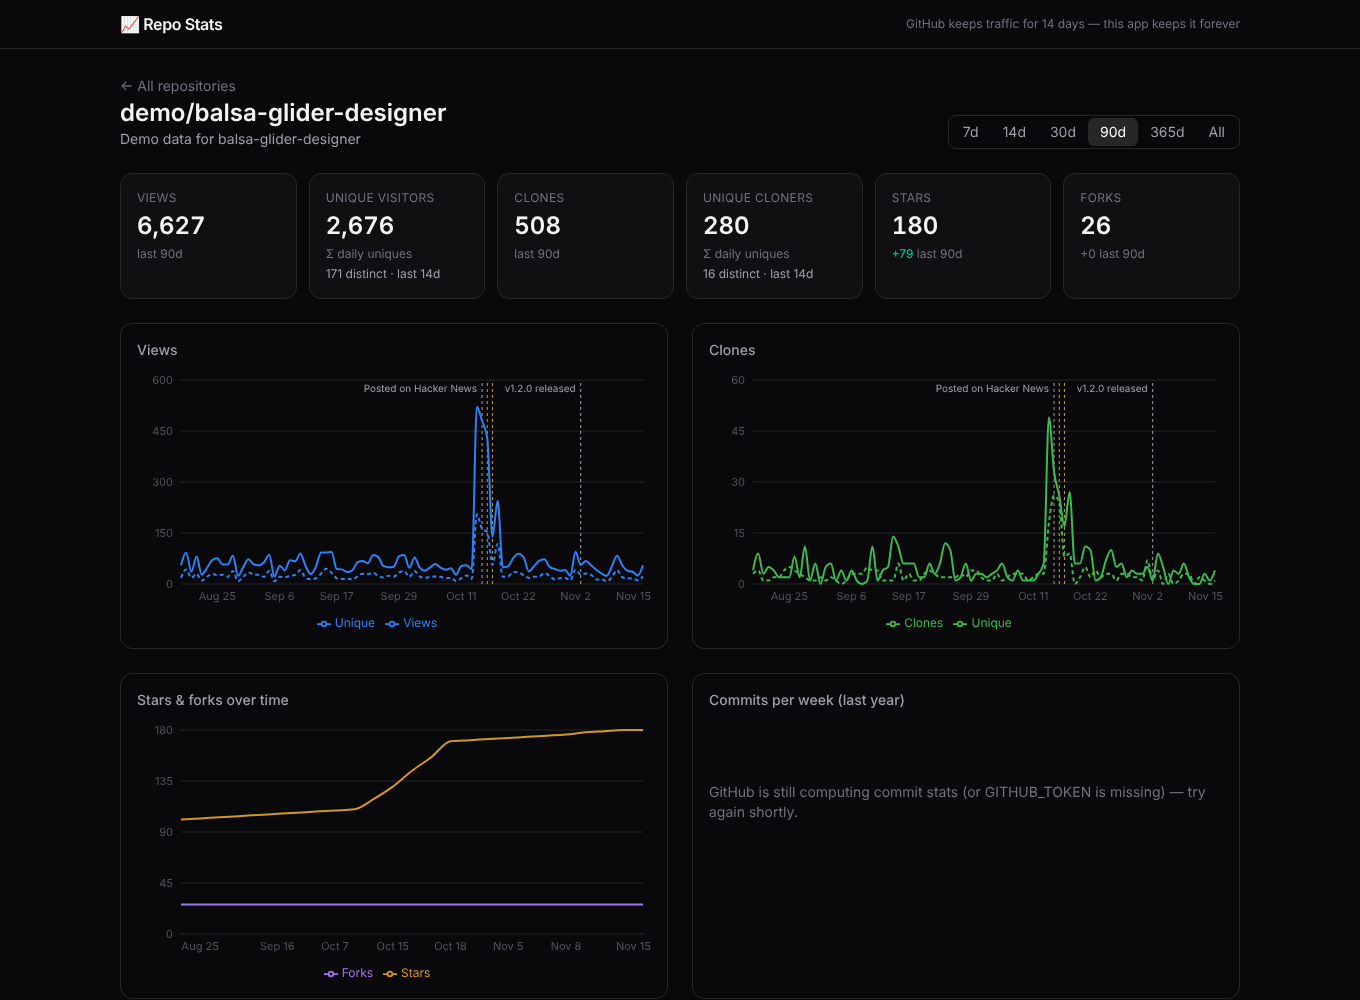 📈 Repo Stats
GitHub keeps traffic for 14 days — this app keeps it forever
← All repositories
demo/balsa-glider-designer
Demo data for balsa-glider-designer
7d 14d 30d 90d 365d All
VIEWS
6,627
last 90d
UNIQUE VISITORS
2,676
Σ daily uniques
171 distinct · last 14d
CLONES
508
last 90d
UNIQUE CLONERS
280
Σ daily uniques
16 distinct · last 14d
STARS
180
+79 last 90d
FORKS
26
+0 last 90d
Views
600
450
300
150
0
Posted on Hacker News
v1.2.0 released
Aug 25 Sep 6 Sep 17 Sep 29 Oct 11 Oct 22 Nov 2 Nov 15
Unique Views
Clones
60
45
30
15
0
Posted on Hacker News
v1.2.0 released
Aug 25 Sep 6 Sep 17 Sep 29 Oct 11 Oct 22 Nov 2 Nov 15
Clones Unique
Stars & forks over time
180
135
90
45
0
Aug 25 Sep 16 Oct 7 Oct 15 Oct 18 Nov 5 Nov 8 Nov 15
Forks Stars
Commits per week (last year)
GitHub is still computing commit stats (or GITHUB_TOKEN is missing) — try
again shortly.